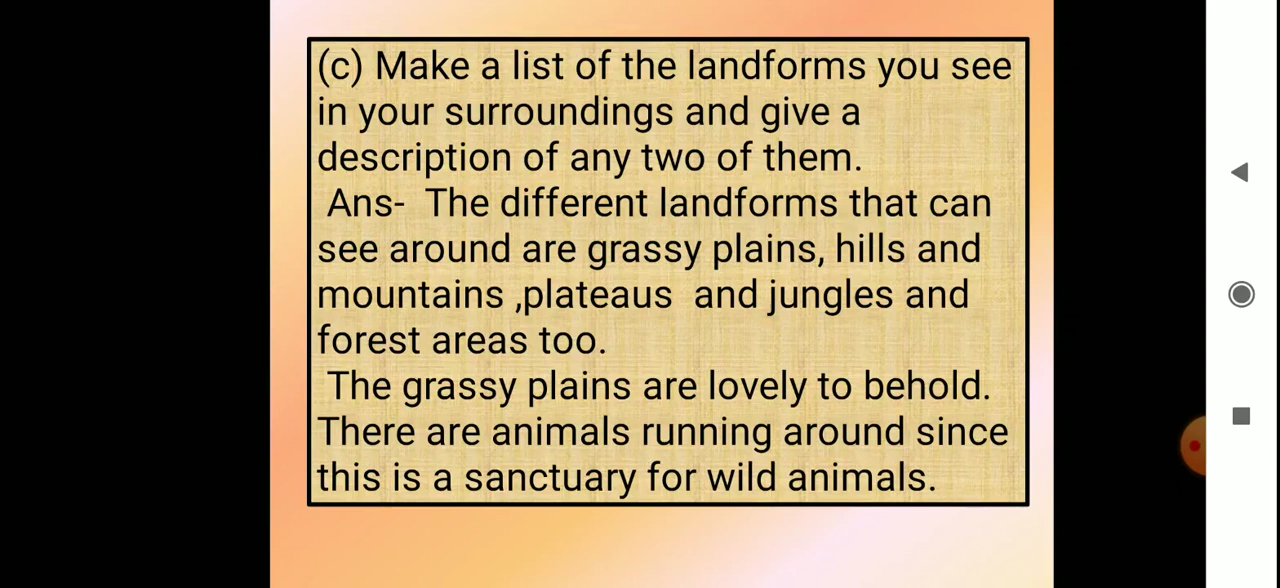 (c) Make a list of the landforms you see
in your surroundings and give a
description of any two of them.
Ans-  The different landforms that can
see around are grassy plains, hills and
mountains ,plateaus  and jungles and
forest areas too.
The grassy plains are lovely to behold.
There are animals running around since
this is a sanctuary for wild animals.